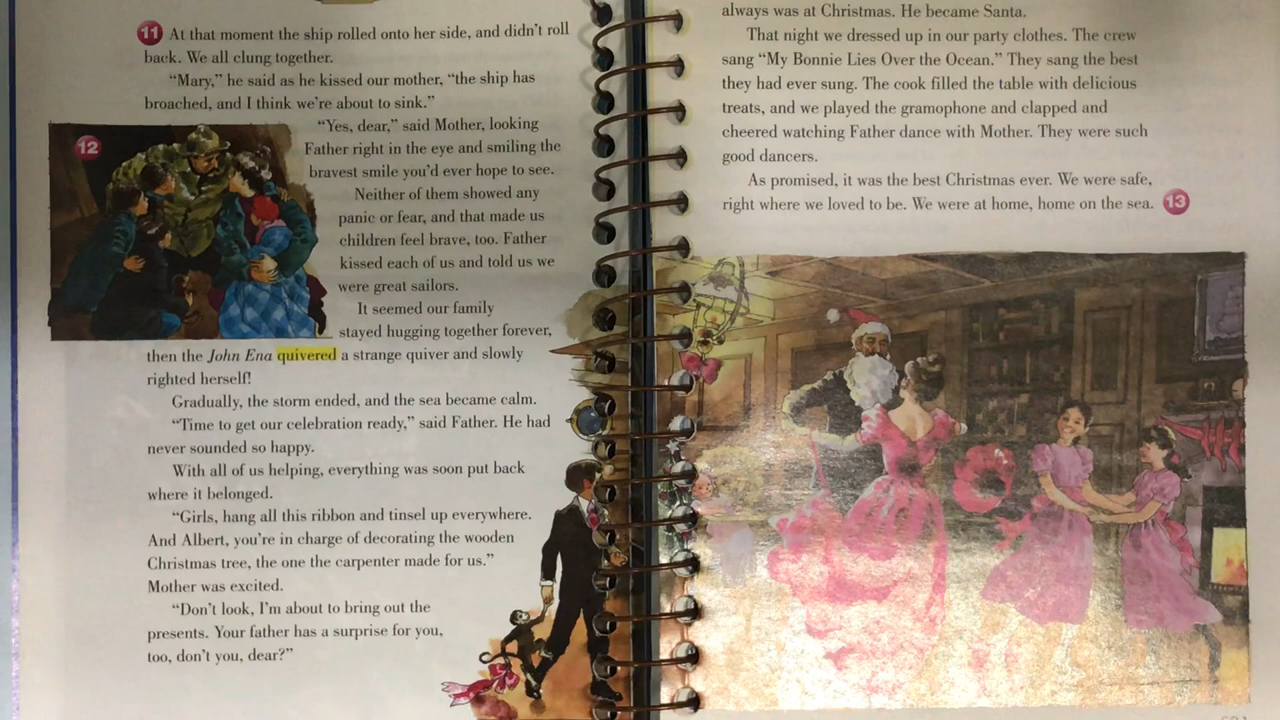 11 At that moment the ship rolled onto her side, and didn't roll
back. We all clung together.
"Mary," he said as he kissed our mother, "the ship has
broached, and I think we're about to sink."
12
"Yes, dear," said Mother, looking
Father right in the eye and smiling the
bravest smile you'd ever hope to see.
Neither of them showed any
panic or fear, and that made us
children feel brave, too. Father
kissed each of us and told us we
were great sailors.
It seemed our family
stayed hugging together forever,
then the John Ena quivered a strange quiver and slowly
righted herself!
Gradually, the storm ended, and the sea became calm.
"Time to get our celebration ready," said Father. He had
never sounded so happy.
With all of us helping, everything was soon put back
where it belonged.
"Girls, hang all this ribbon and tinsel up everywhere.
And Albert, you're in charge of decorating the wooden
Christmas tree, the one the carpenter made for us."
Mother was excited.
"Don't look, I'm about to bring out the
presents. Your father has a surprise for you,
too, don't you, dear?"
always was at Christmas. He became Santa.
That night we dressed up in our party clothes. The crew
sang "My Bonnie Lies Over the Ocean." They sang the best
they had ever sung. The cook filled the table with delicious
treats, and we played the gramophone and clapped and
cheered watching Father dance with Mother. They were such
good dancers.
As promised, it was the best Christmas ever. We were safe,
right where we loved to be. We were at home, home on the sea. 13